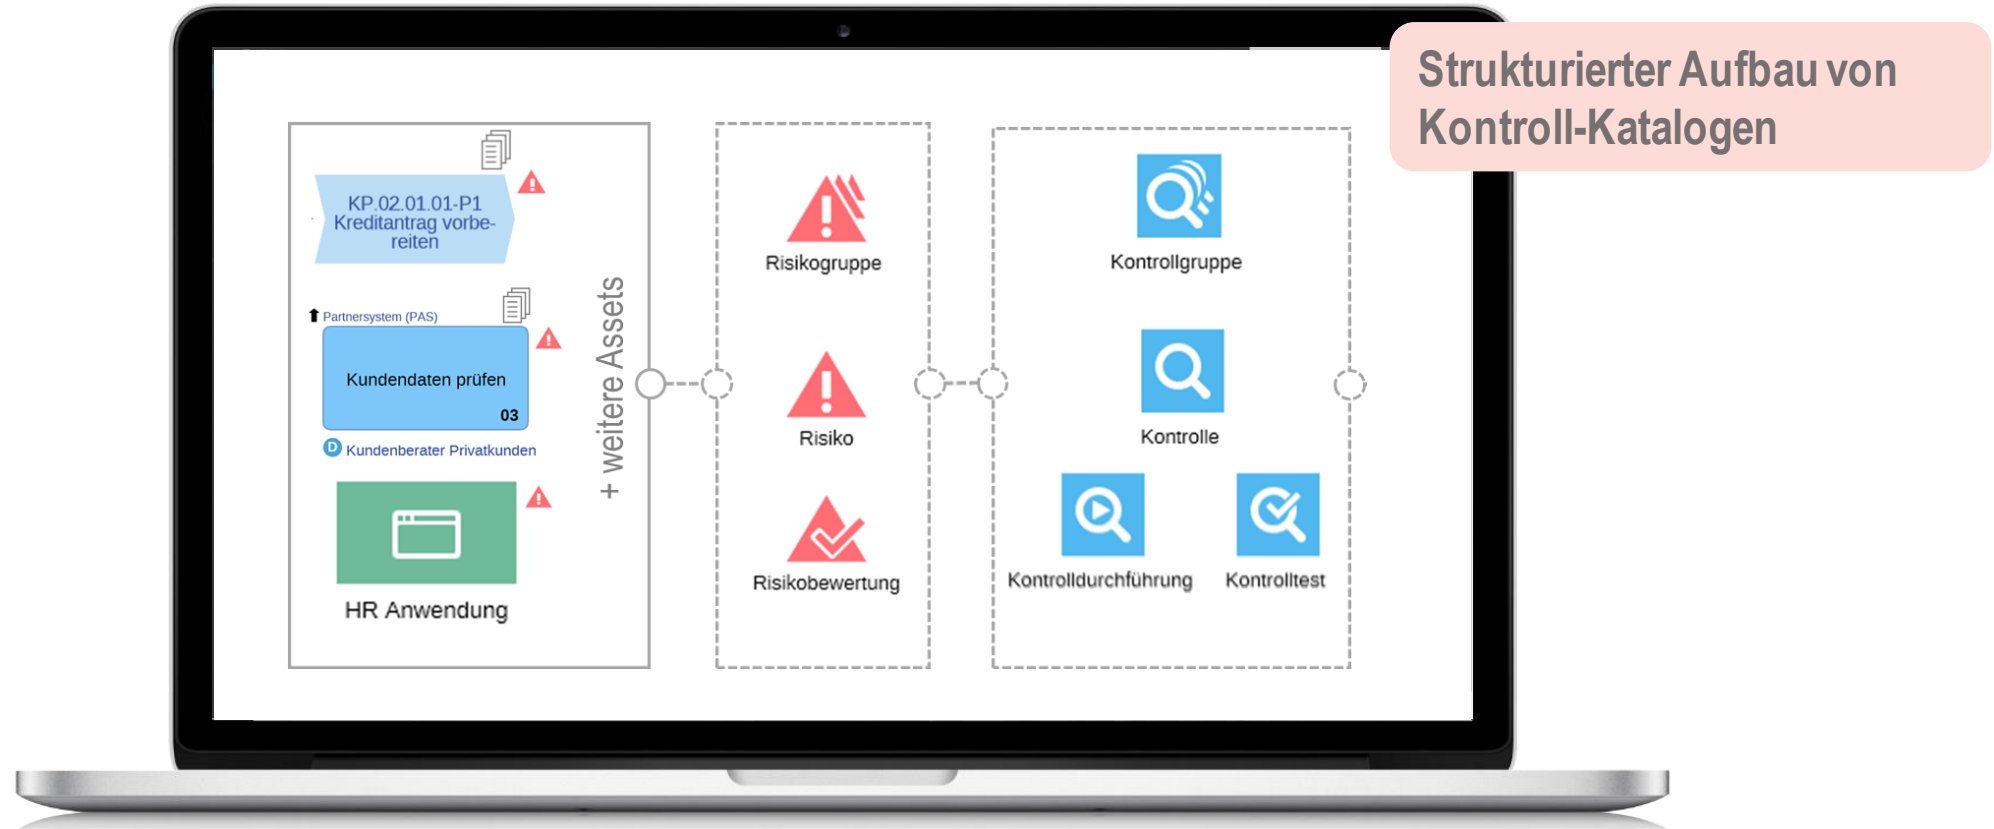 Strukturierter Aufbau von
Kontroll-Katalogen
KP.02.01.01-P1
Kreditantrag vorbe-
reiten
Partnersystem (PAS)
Kundendaten prüfen
03
D Kundenberater Privatkunden
HR Anwendung
+ weitere Assets
Risikogruppe
Risiko
Risikobewertung
Kontrollgruppe
Kontrolle
Kontrolldurchführung
Kontrolltest